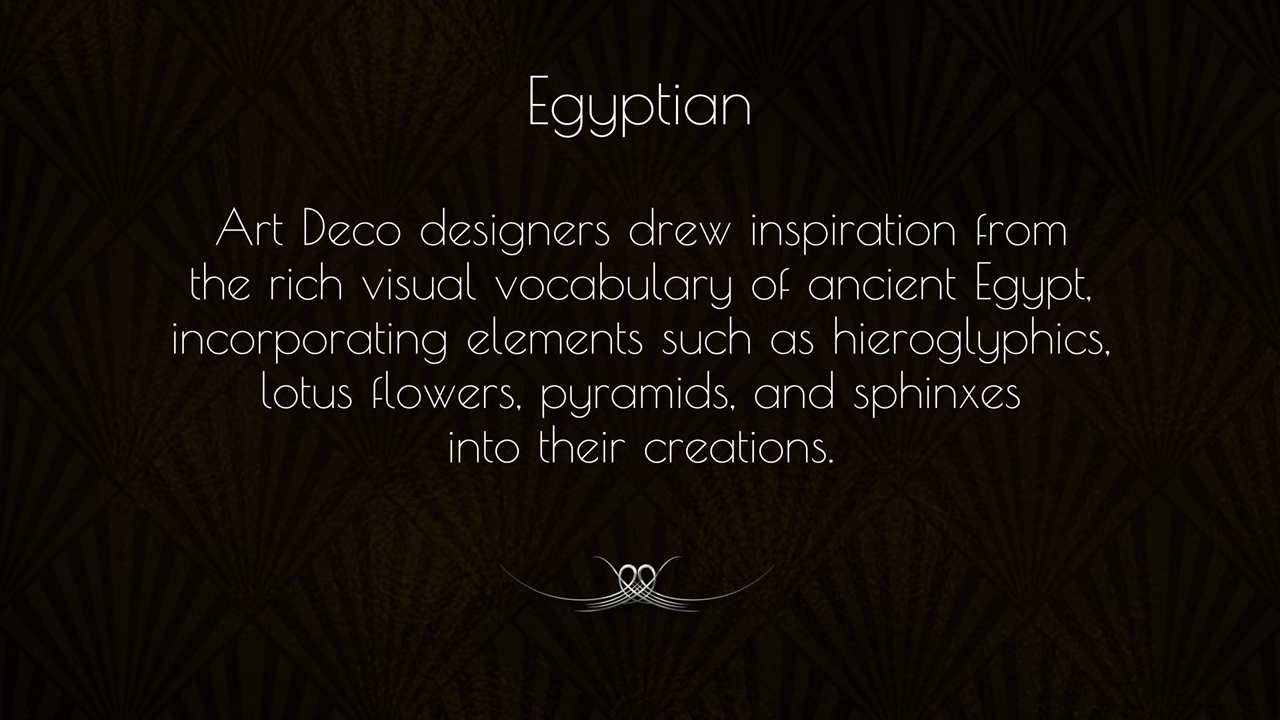 Egyptian
Art Deco designers drew inspiration from
the rich visual vocabulary of ancient Egypt,
incorporating elements such as hieroglyphics,
lotus flowers, pyramids, and sphinxes
into their creations.